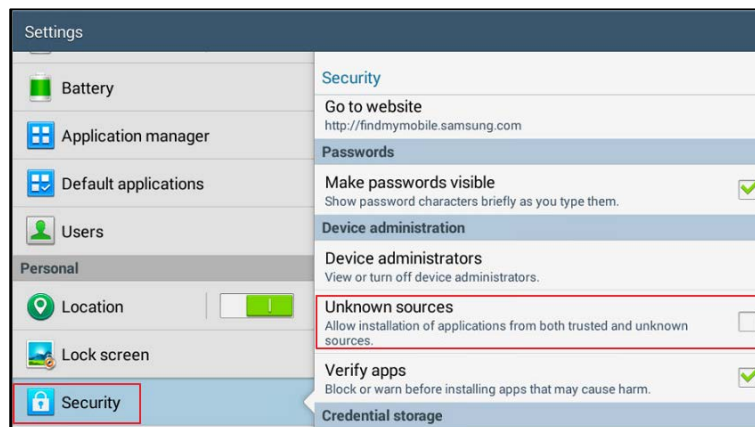 Settings
Battery
Application manager
Default applications
Users
Personal
Location
Lock screen
Security
Security
Go to website
http://findmymobile.samsung.com
Passwords
Make passwords visible
Show password characters briefly as you type them.
Device administration
Device administrators
View or turn off device administrators.
Unknown sources
Allow installation of applications from both trusted and unknown
sources.
Verify apps
Block or warn before installing apps that may cause harm.
Credential storage